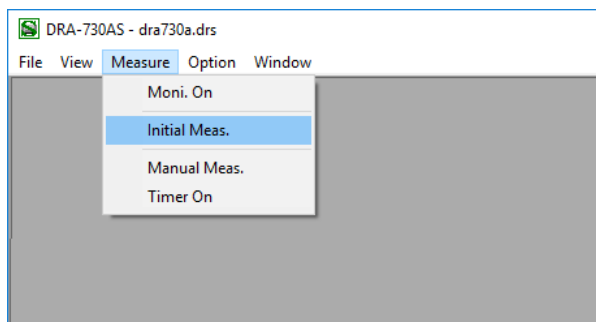 DRA-730AS - dra730a.drs
File View Measure Option Window
Moni. On
Initial Meas.
Manual Meas.
Timer On